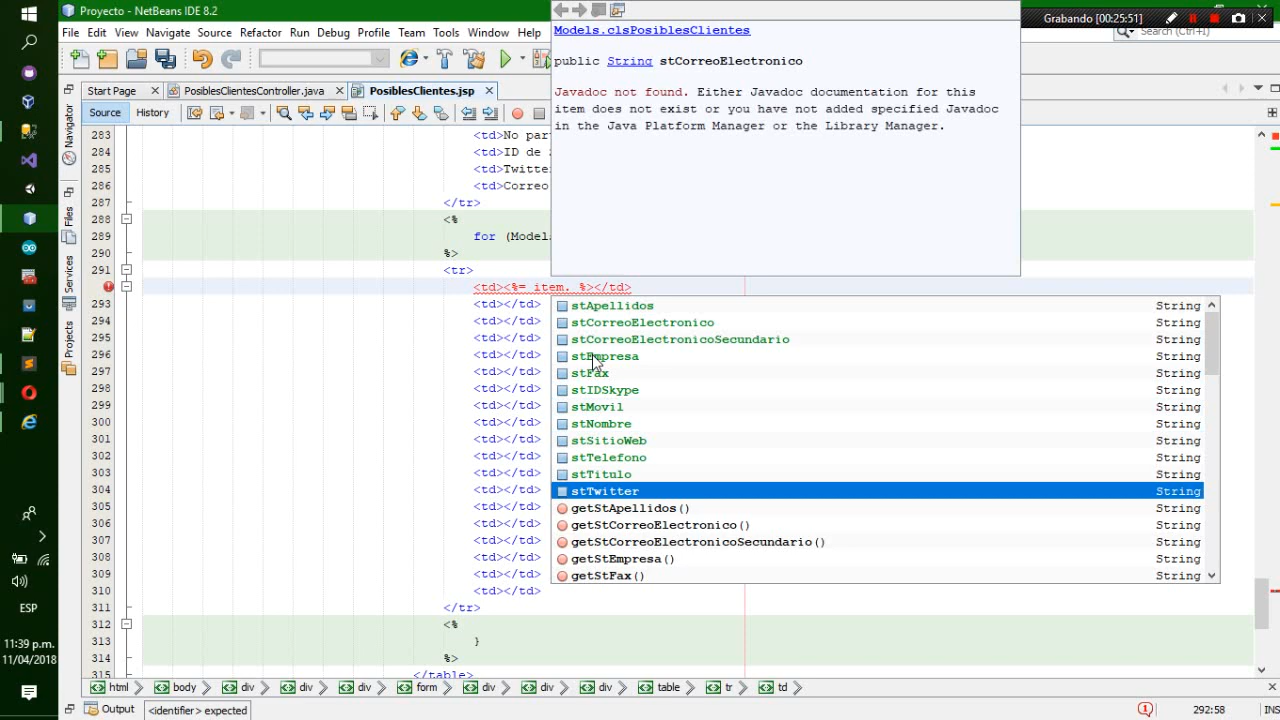 Proyecto - NetBeans IDE 8.2
Grabando [00:25:51]
File Edit View Navigate Source Refactor Run Debug Profile Team Tools Window Help
Search (Ctrl+I)
Models.clsPosiblesClientes
public String stCorreoElectronico
Javadoc not found. Either Javadoc documentation for this
item does not exist or you have not added specified Javadoc
in the Java Platform Manager or the Library Manager.
Start Page PosiblesClientesController.java PosiblesClientes.jsp
Source History
Navigator
Files
Services
Projects
283 <td>No par
284 <td>ID de
285 <td>Twitter
286 <td>Correo
287 </tr>
288 <%
289 for (Model
290 %>
291 <tr>
<td><%= item. %></td>
293 <td></td>
294 <td></td>
295 <td></td>
296 <td></td>
297 <td></td>
298 <td></td>
299 <td></td>
300 <td></td>
301 <td></td>
302 <td></td>
303 <td></td>
304 <td></td>
305 <td></td>
306 <td></td>
307 <td></td>
308 <td></td>
309 <td></td>
310 <td></td>
311 </tr>
312 <%
313 }
314 %>
315 </table>
stApellidos String
stCorreoElectronico String
stCorreoElectronicoSecundario String
stEmpresa String
stFax String
stIDSkype String
stMovil String
stNombre String
stSitioWeb String
stTelefono String
stTitulo String
stTwitter String
getStApellidos() String
getStCorreoElectronico() String
getStCorreoElectronicoSecundario() String
getStEmpresa() String
getStFax() String
html body div div div form div div div table tr td
Output <identifier> expected
292:58 INS
ESP
11:39 p.m.
11/04/2018